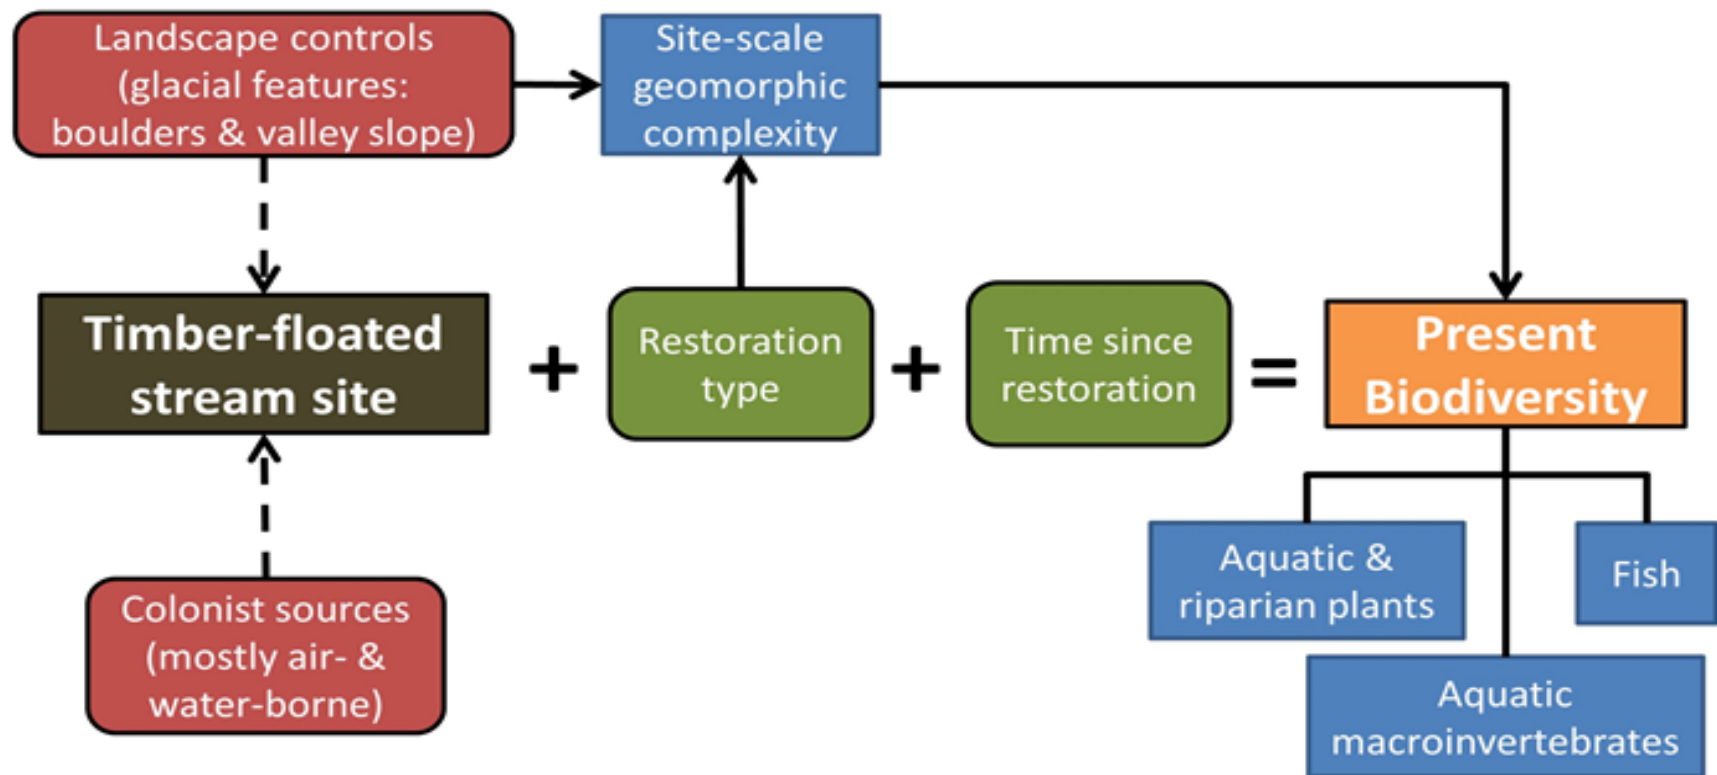 Landscape controls
(glacial features:
boulders & valley slope)
Site-scale
geomorphic
complexity
Timber-floated
stream site
+
Restoration
type
+
Time since
restoration
=
Present
Biodiversity
Colonist sources
(mostly air- &
water-borne)
Aquatic &
riparian plants
Fish
Aquatic
macroinvertebrates